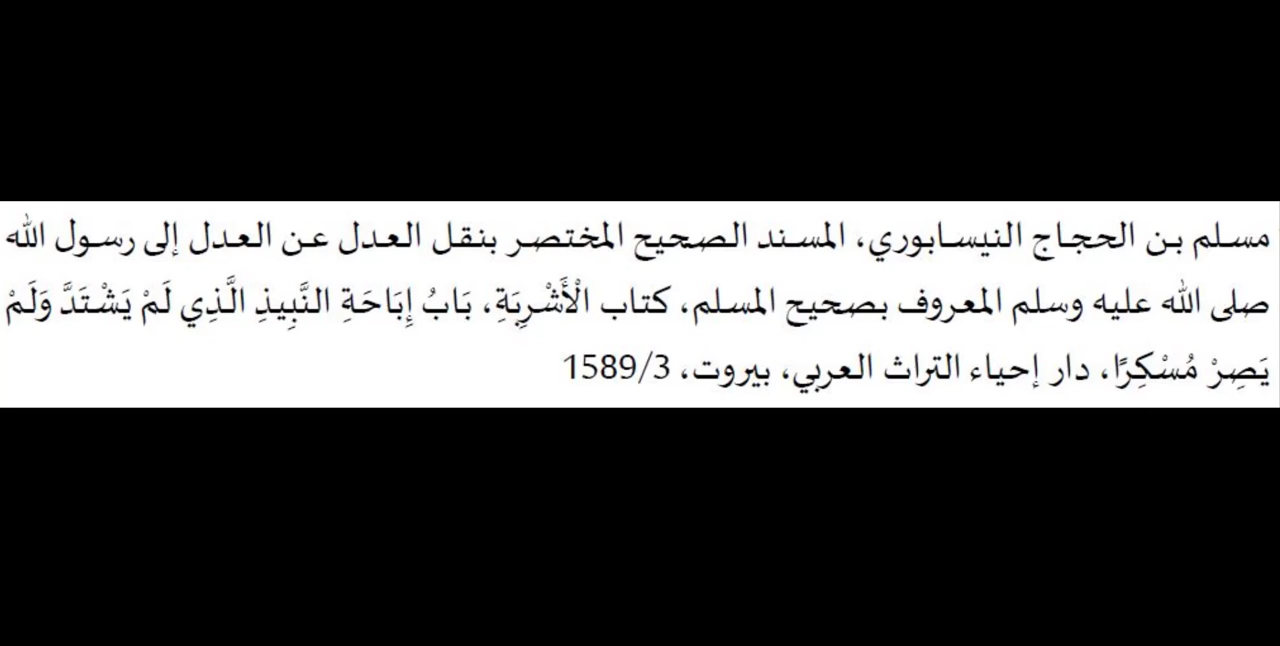 مسلم بن الحجاج النيسابوري، المسند الصحيح المختصر بنقل العدل عن العدل إلى رسول الله
صلى الله عليه وسلم المعروف بصحيح المسلم، كتاب الْأَشْرِبَةِ، بَابُ إِبَاحَةِ النَّبِيذِ الَّذِي لَمْ يَشْتَدَّ وَلَمْ
يَصِرْ مُسْكِرًا، دار إحياء التراث العربي، بيروت، 1589/3